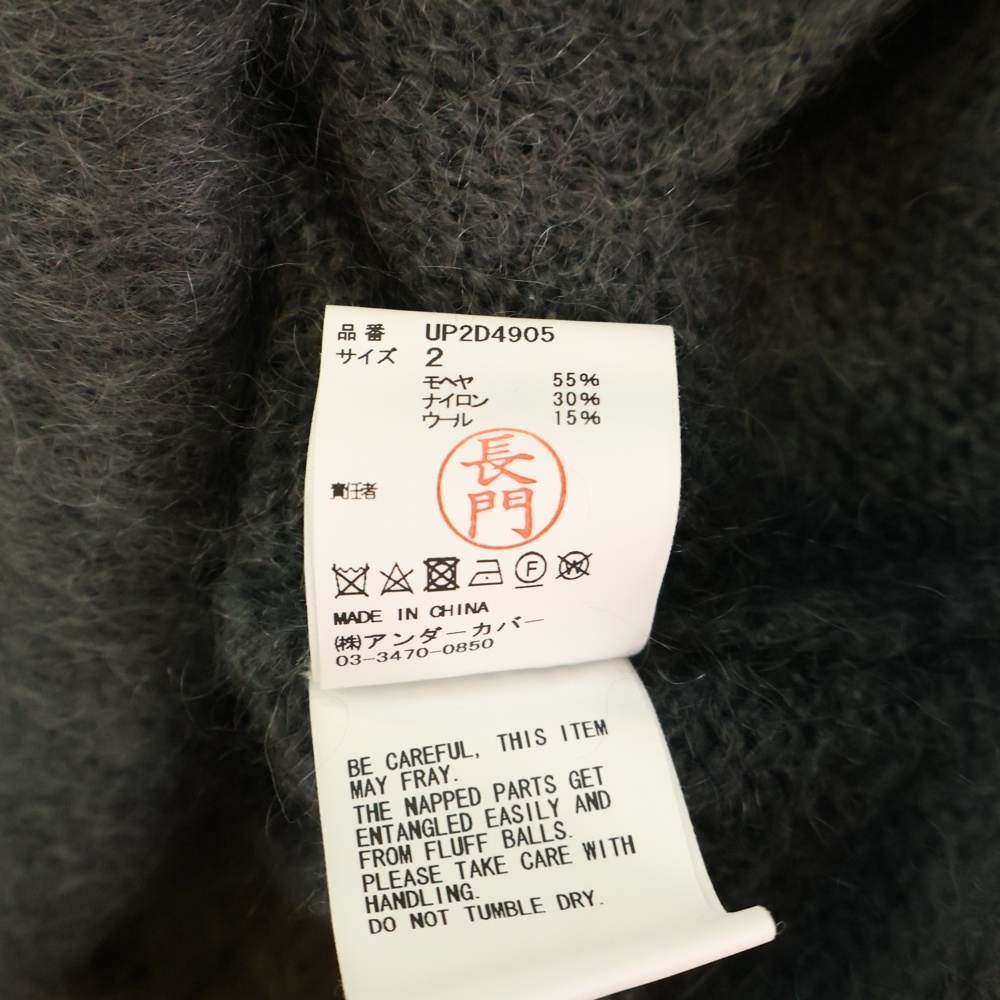 品番 UP2D4905
サイズ 2
モヘヤ 55%
ナイロン 30%
ウール 15%
責任者 長門
F W
MADE IN CHINA
㈱アンダーカバー
03-3470-0850
BE CAREFUL, THIS ITEM
MAY FRAY.
THE NAPPED PARTS GET
ENTANGLED EASILY AND
FROM FLUFF BALLS.
PLEASE TAKE CARE WITH
HANDLING.
DO NOT TUMBLE DRY.